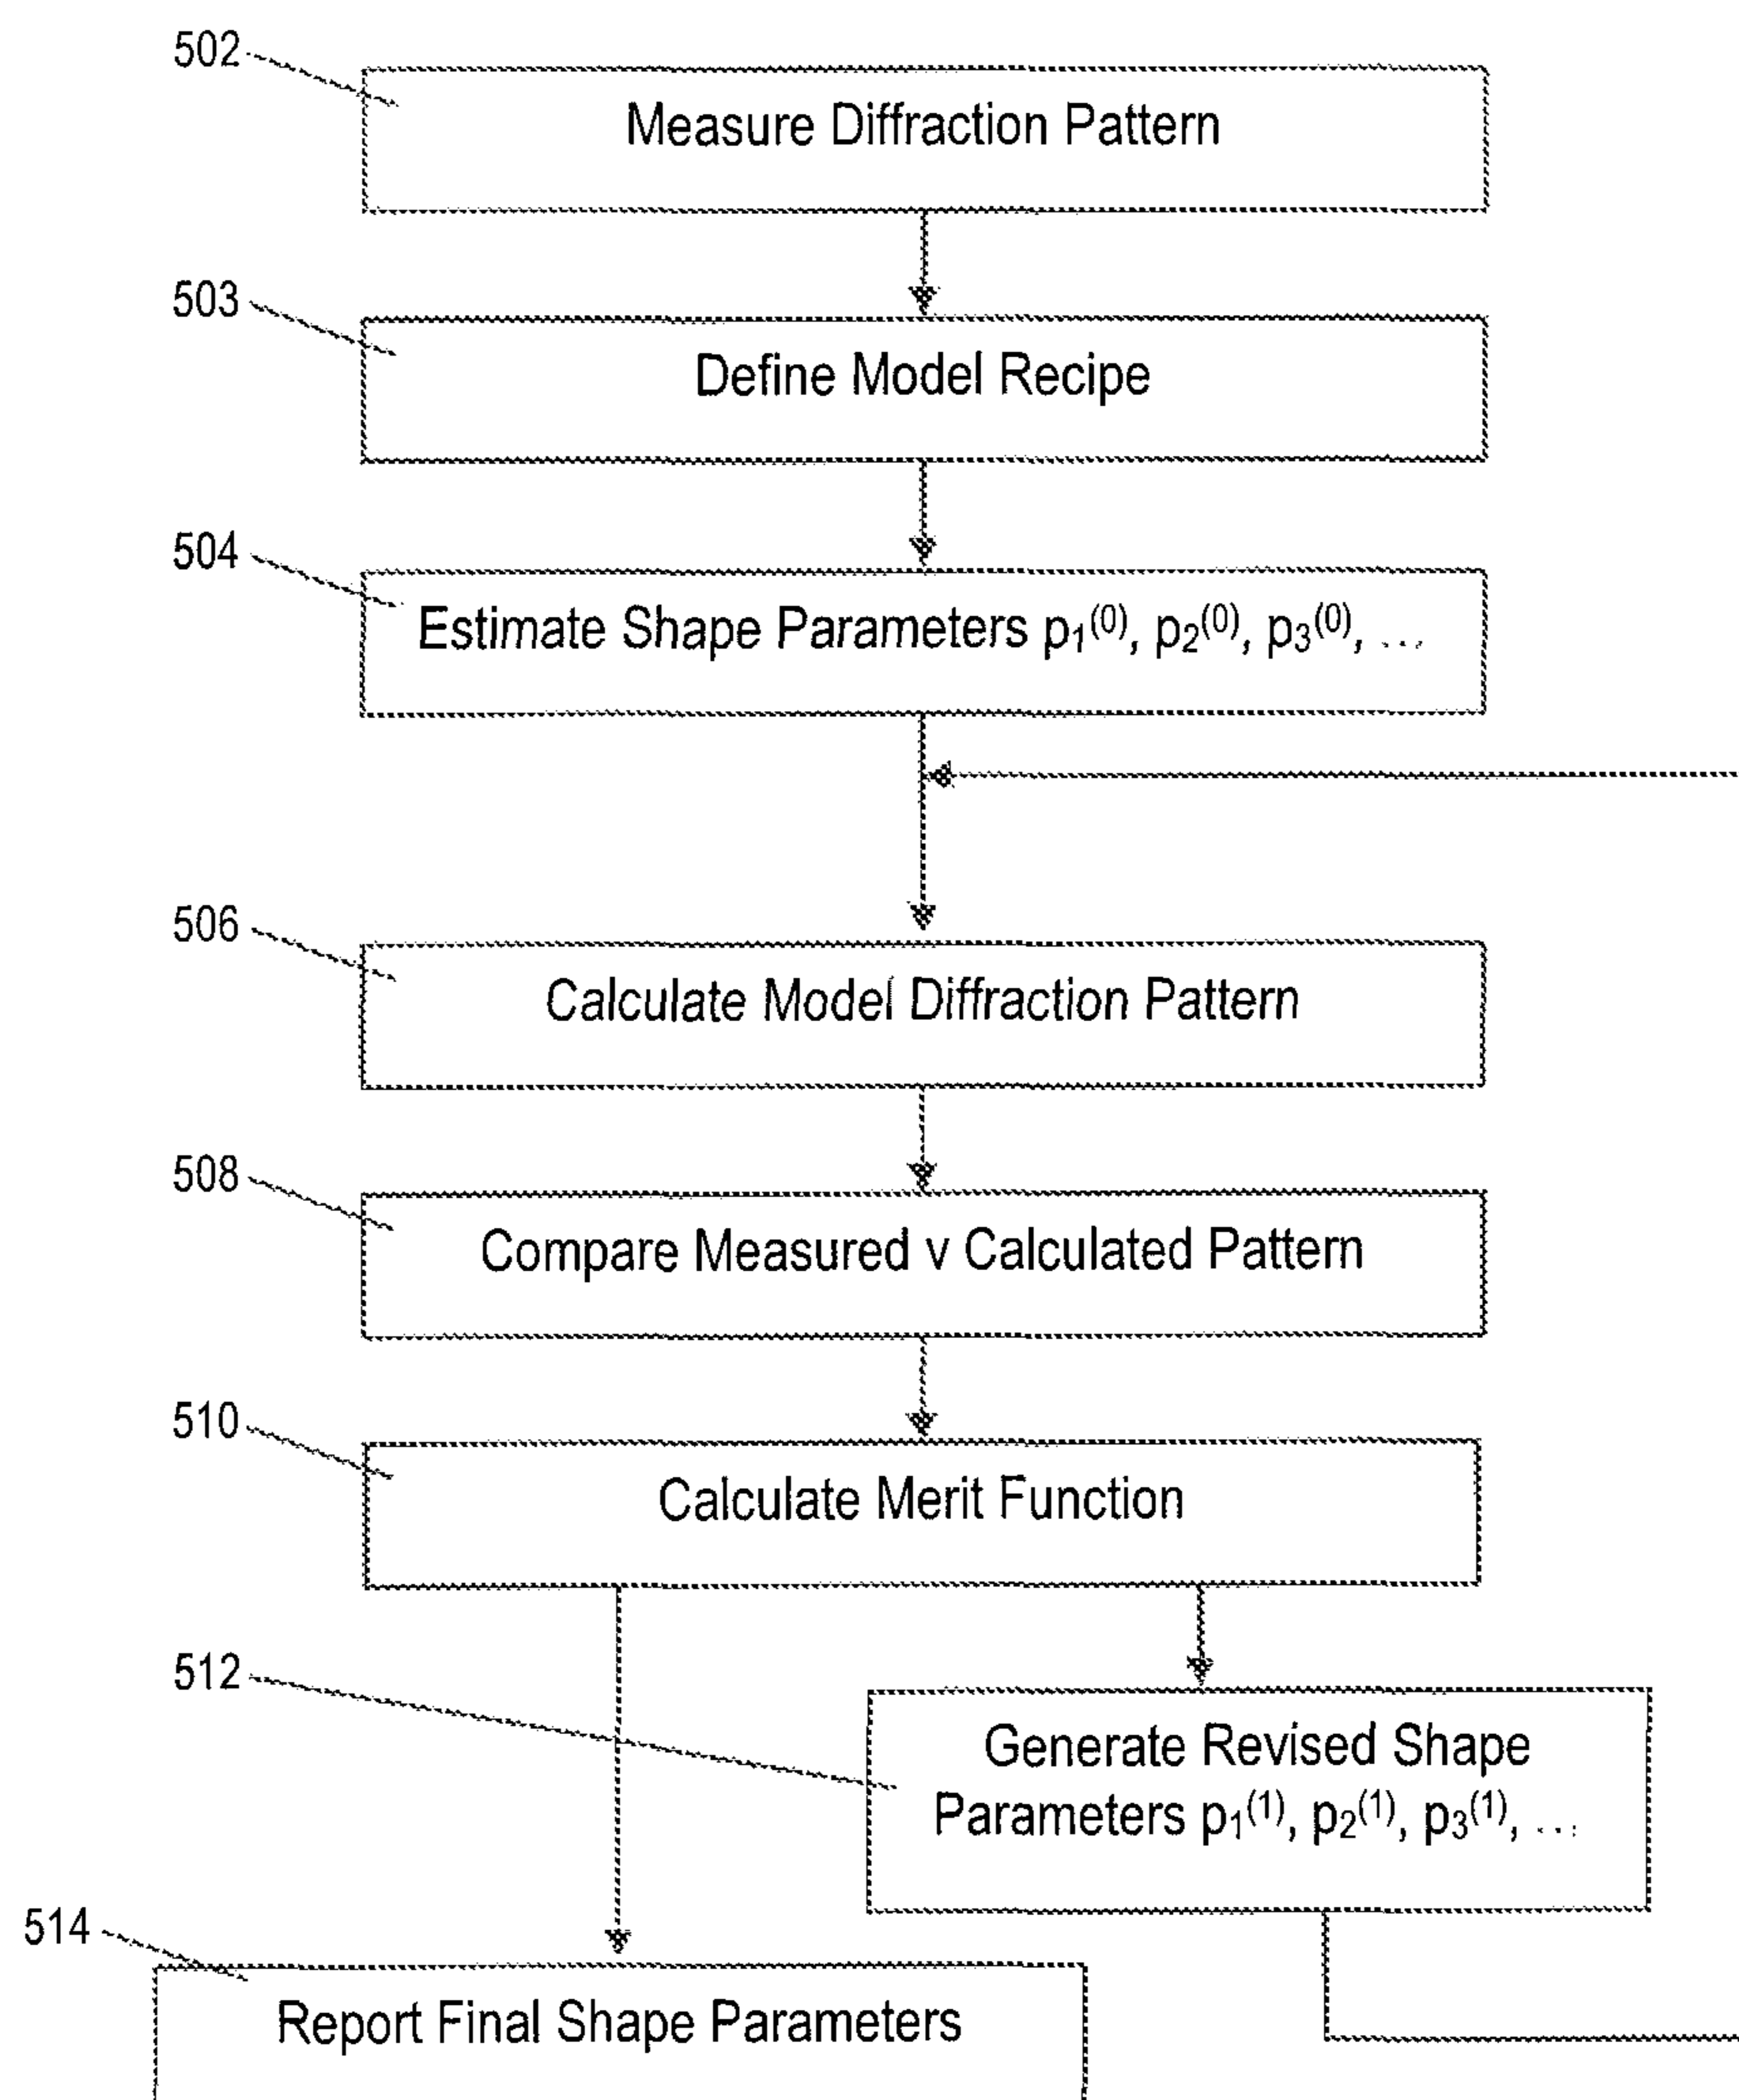 502
Measure Diffraction Pattern
503
Define Model Recipe
504
Estimate Shape Parameters p₁⁽⁰⁾, p₂⁽⁰⁾, p₃⁽⁰⁾, ...
506
Calculate Model Diffraction Pattern
508
Compare Measured v Calculated Pattern
510
Calculate Merit Function
512
Generate Revised Shape
Parameters p₁⁽¹⁾, p₂⁽¹⁾, p₃⁽¹⁾, ...
514
Report Final Shape Parameters